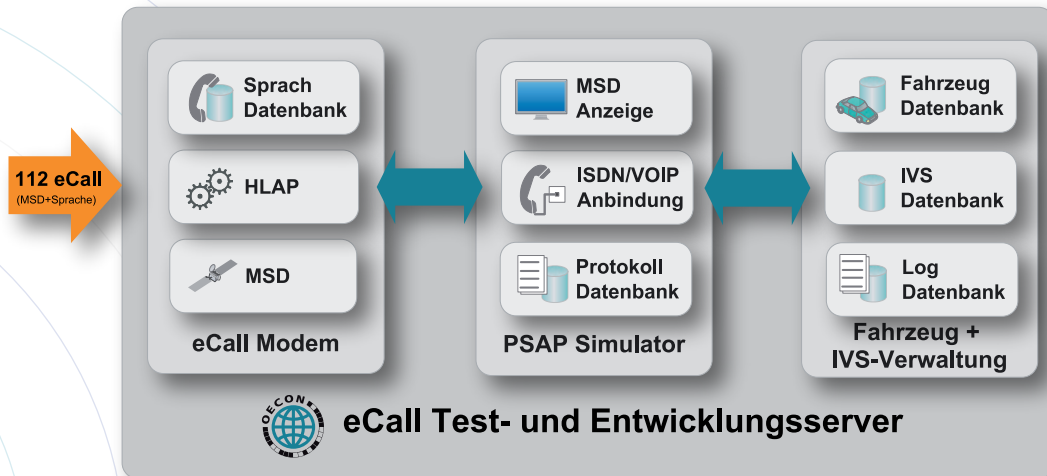 112 eCall
(MSD+Sprache)
Sprach
Datenbank
HLAP
MSD
eCall Modem
MSD
Anzeige
ISDN/VOIP
Anbindung
Protokoll
Datenbank
PSAP Simulator
Fahrzeug
Datenbank
IVS
Datenbank
Log
Datenbank
Fahrzeug +
IVS-Verwaltung
OECON
eCall Test- und Entwicklungsserver